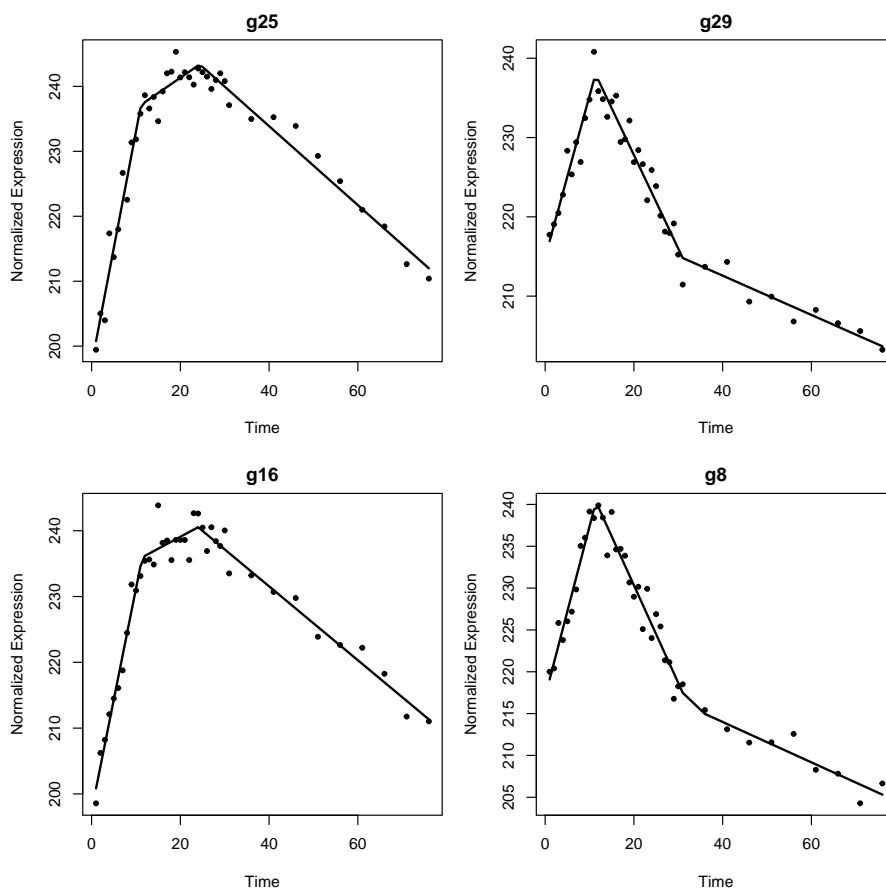 g25
Normalized Expression
200 210 220 230 240
0 20 40 60
Time
g29
Normalized Expression
210 220 230 240
0 20 40 60
Time
g16
Normalized Expression
200 210 220 230 240
0 20 40 60
Time
g8
Normalized Expression
205 210 215 220 225 230 235 240
0 20 40 60
Time